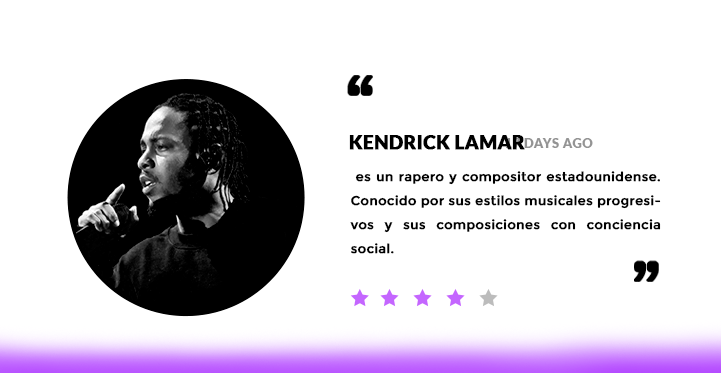 “
KENDRICK LAMAR DAYS AGO
es un rapero y compositor estadounidense.
Conocido por sus estilos musicales progresi-
vos y sus composiciones con conciencia
social.
”